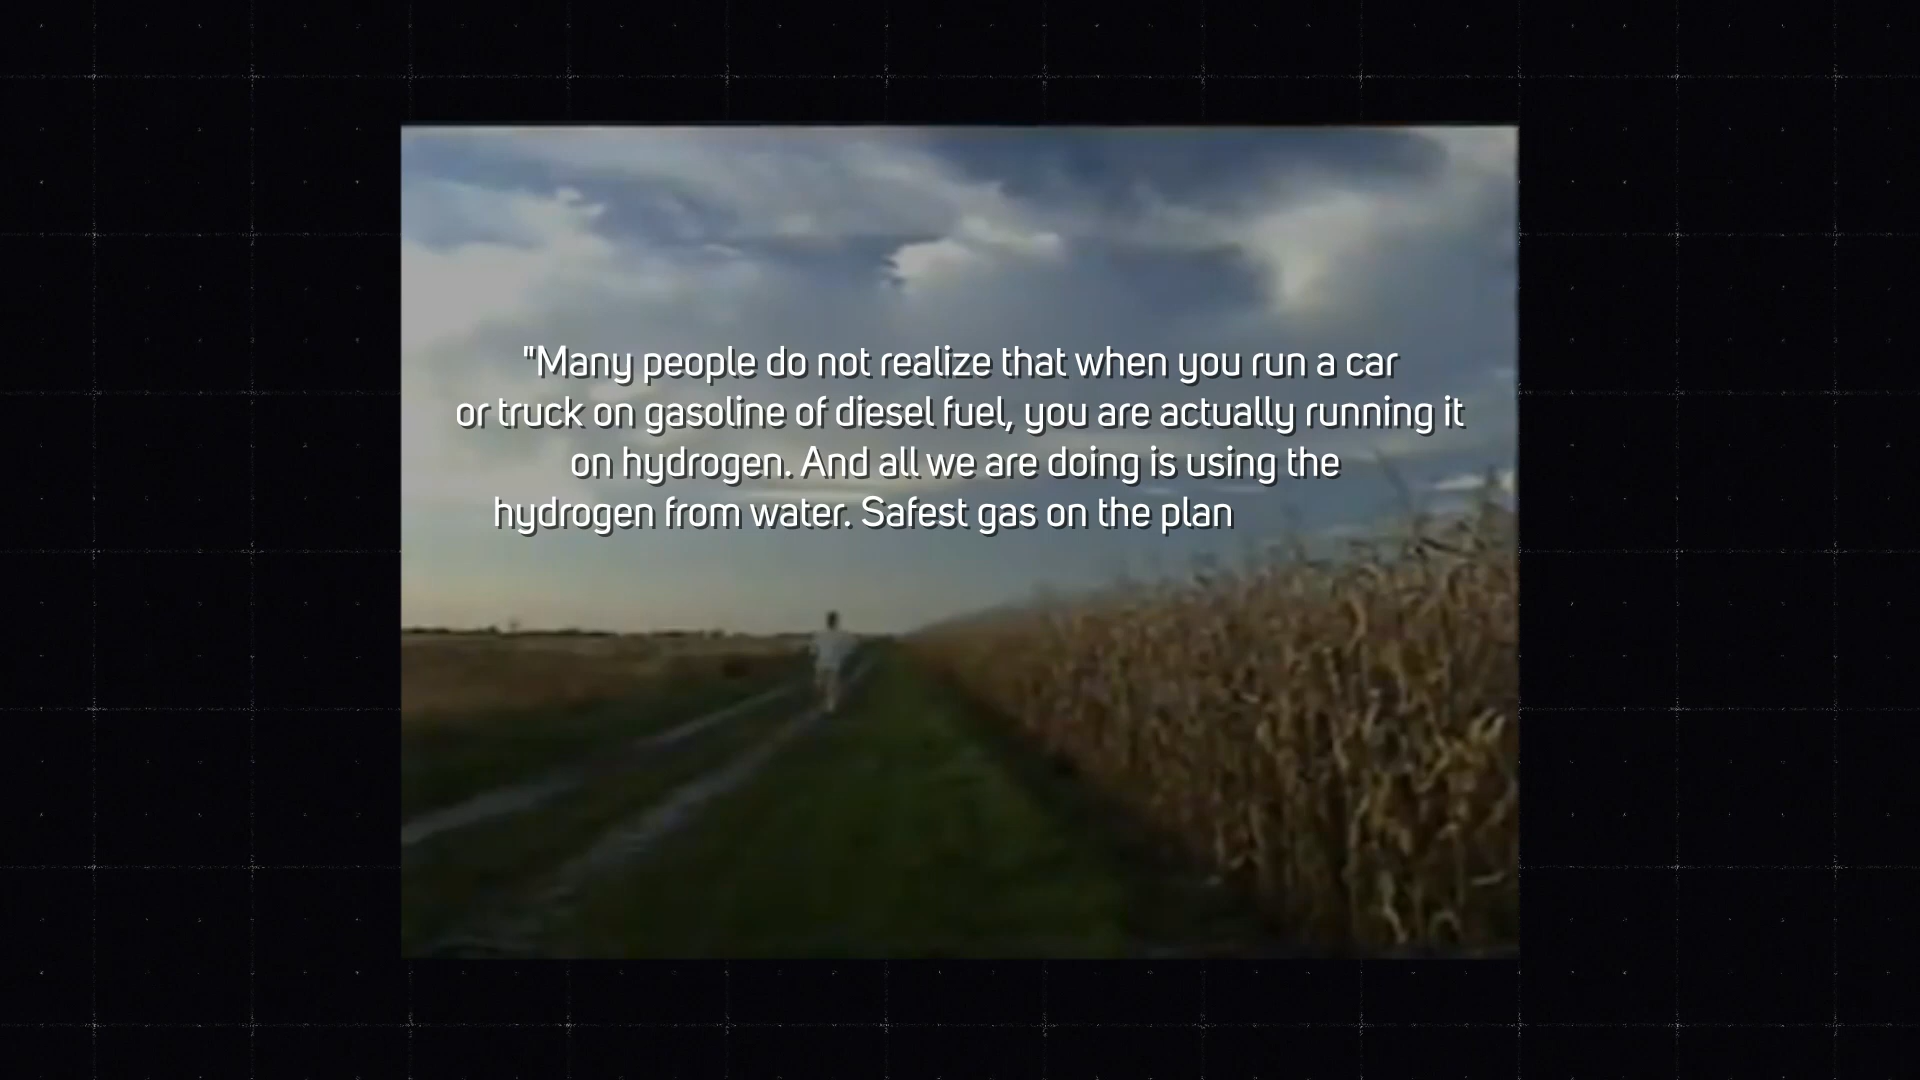 "Many people do not realize that when you run a car
or truck on gasoline of diesel fuel, you are actually running it
on hydrogen. And all we are doing is using the
hydrogen from water. Safest gas on the plan